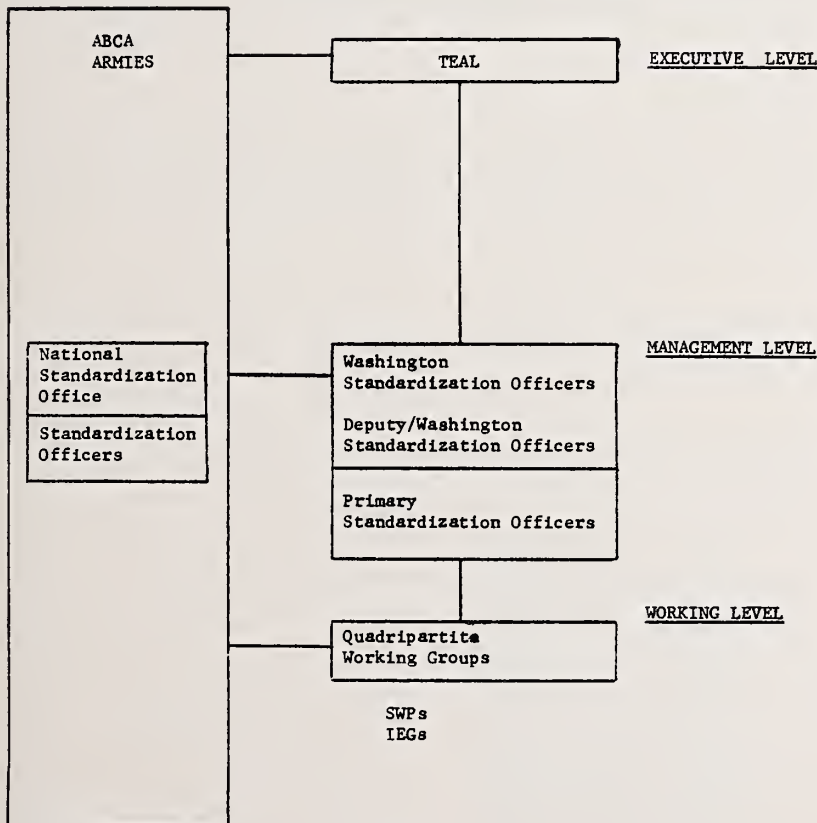 ABCA
ARMIES
TEAL
EXECUTIVE LEVEL
National
Standardization
Office
Standardization
Officers
Washington
Standardization Officers
Deputy/Washington
Standardization Officers
Primary
Standardization Officers
MANAGEMENT LEVEL
Quadripartite
Working Groups
WORKING LEVEL
SWPs
IEGs